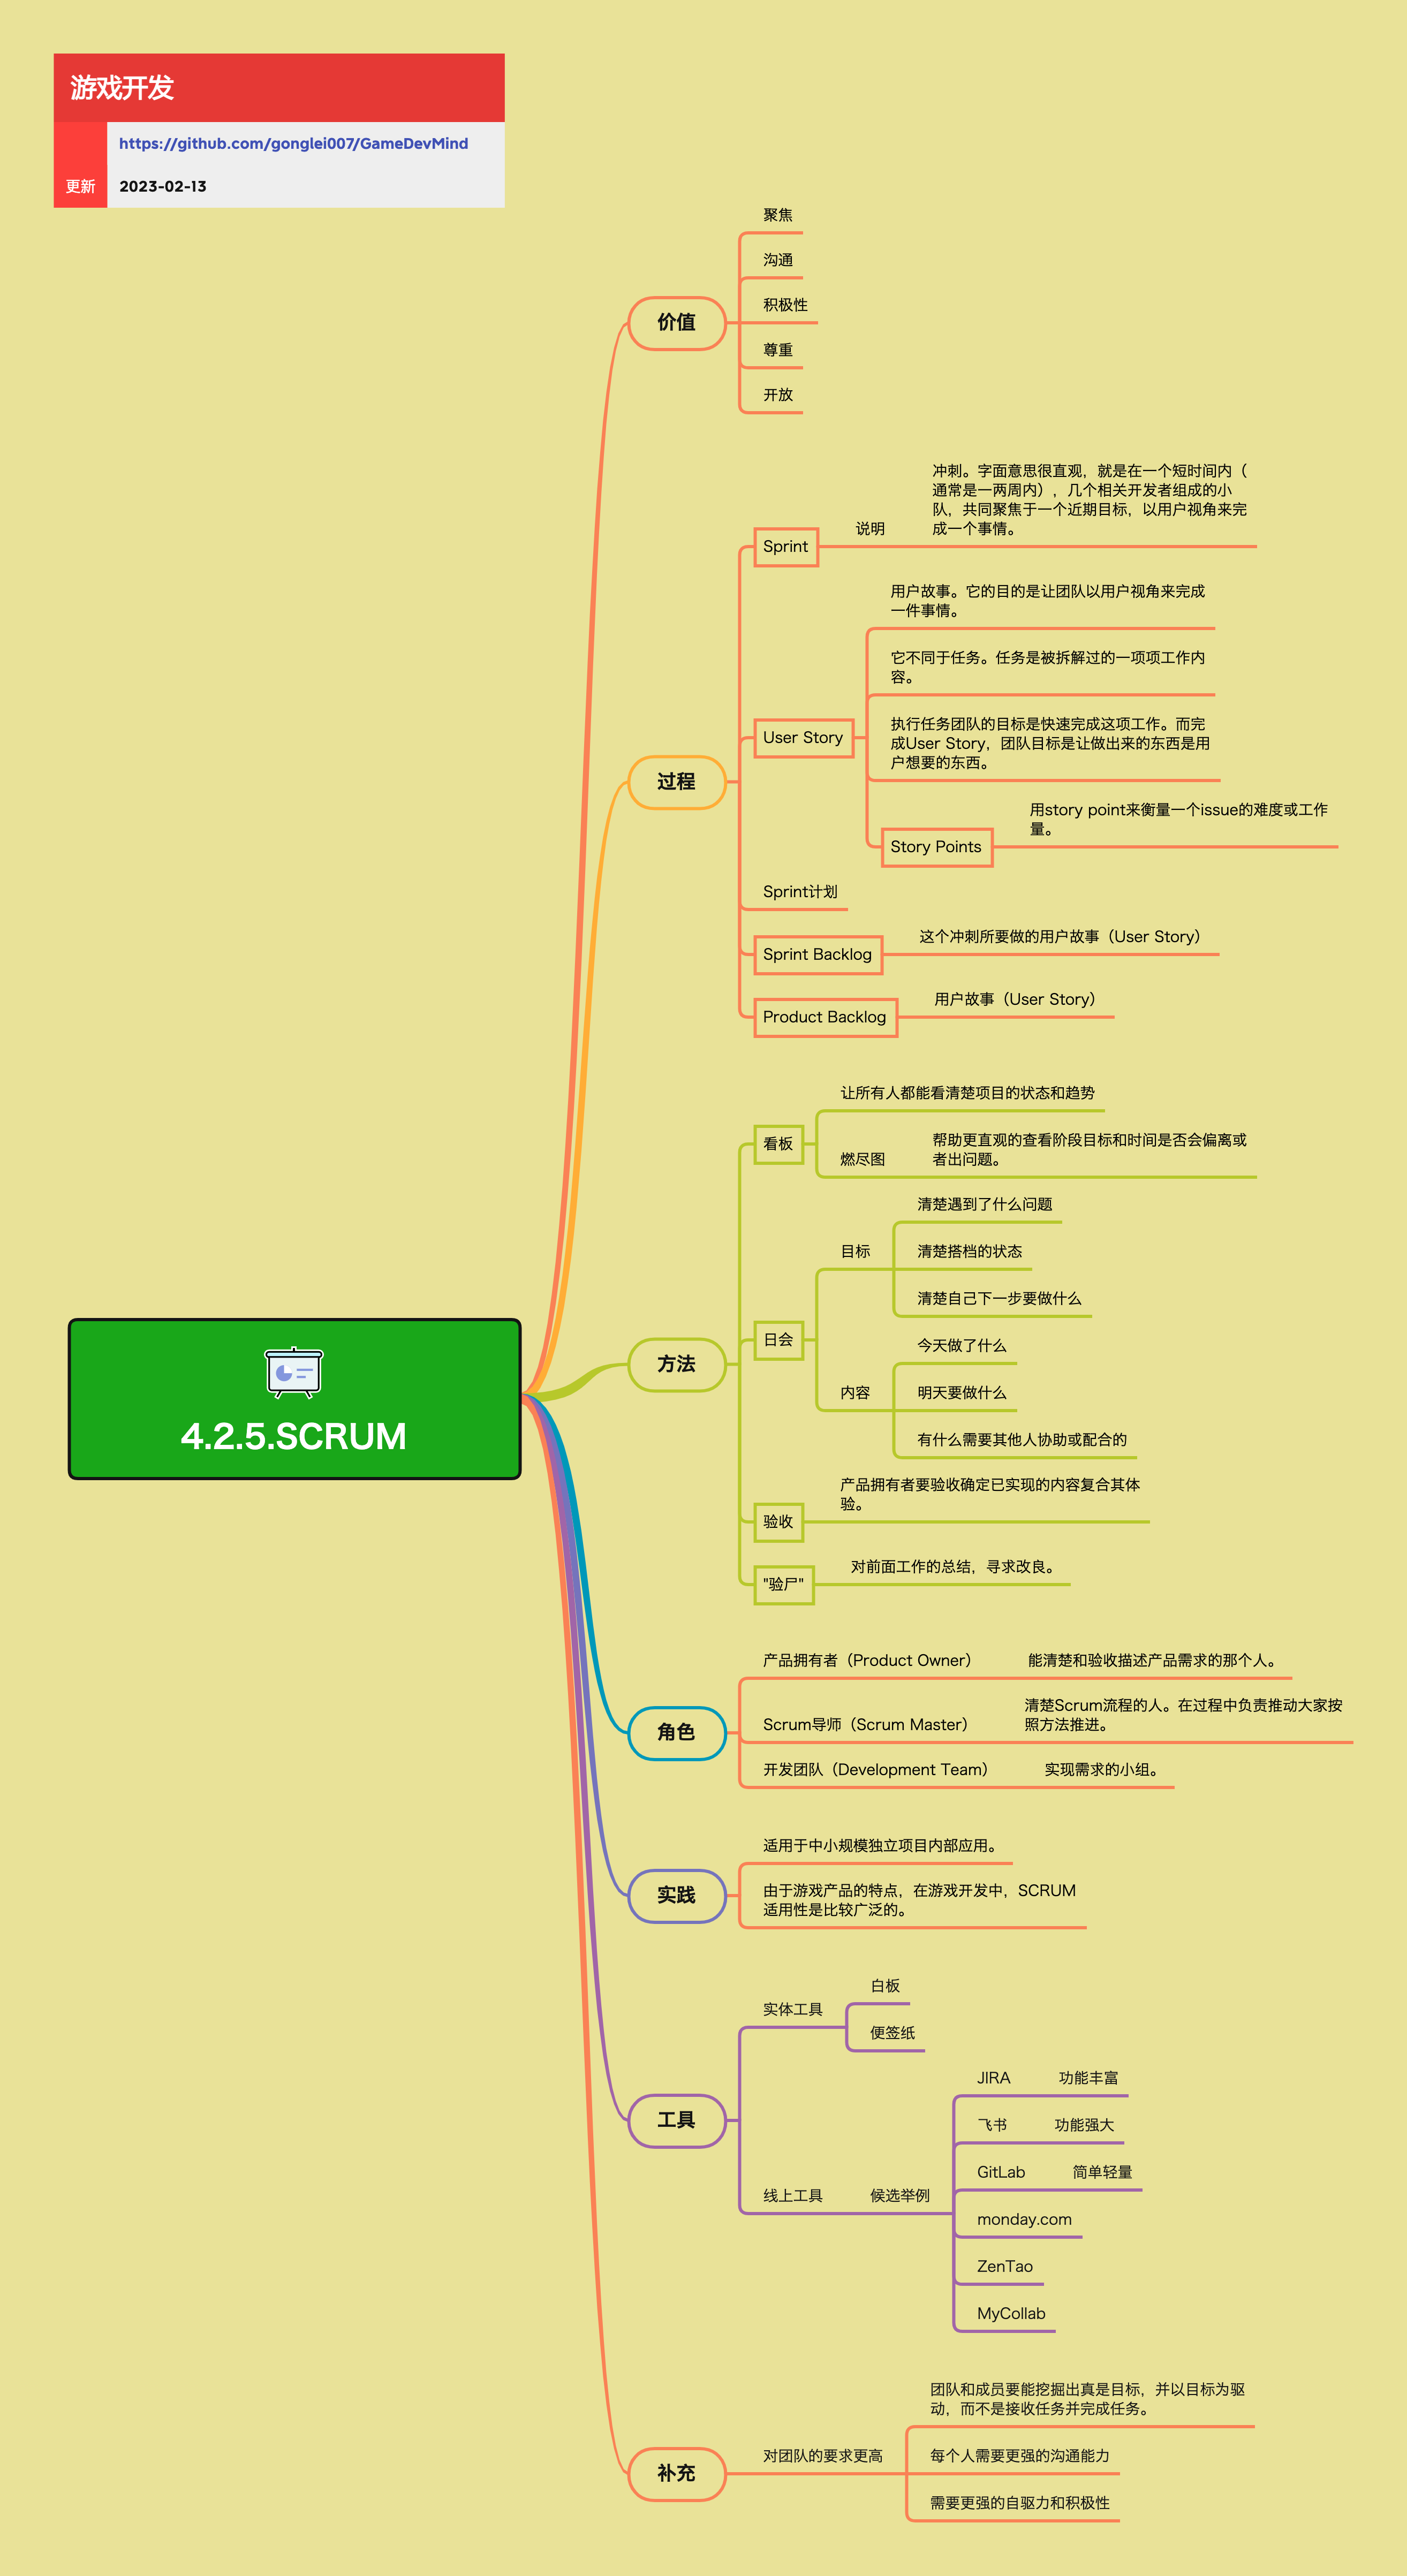 游戏开发
https://github.com/gonglei007/GameDevMind
更新
2023-02-13
4.2.5.SCRUM
价值
聚焦
沟通
积极性
尊重
开放
过程
Sprint
说明
冲刺。字面意思很直观，就是在一个短时间内（
通常是一两周内），几个相关开发者组成的小
队，共同聚焦于一个近期目标，以用户视角来完
成一个事情。
User Story
用户故事。它的目的是让团队以用户视角来完成
一件事情。
它不同于任务。任务是被拆解过的一项项工作内
容。
执行任务团队的目标是快速完成这项工作。而完
成User Story，团队目标是让做出来的东西是用
户想要的东西。
Story Points
用story point来衡量一个issue的难度或工作
量。
Sprint计划
Sprint Backlog
这个冲刺所要做的用户故事（User Story）
Product Backlog
用户故事（User Story）
方法
看板
让所有人都能看清楚项目的状态和趋势
燃尽图
帮助更直观的查看阶段目标和时间是否会偏离或
者出问题。
日会
目标
清楚遇到了什么问题
清楚搭档的状态
清楚自己下一步要做什么
内容
今天做了什么
明天要做什么
有什么需要其他人协助或配合的
验收
产品拥有者要验收确定已实现的内容复合其体
验。
"验尸"
对前面工作的总结，寻求改良。
角色
产品拥有者（Product Owner）
能清楚和验收描述产品需求的那个人。
Scrum导师（Scrum Master）
清楚Scrum流程的人。在过程中负责推动大家按
照方法推进。
开发团队（Development Team）
实现需求的小组。
实践
适用于中小规模独立项目内部应用。
由于游戏产品的特点，在游戏开发中，SCRUM
适用性是比较广泛的。
工具
实体工具
白板
便签纸
线上工具
候选举例
JIRA
功能丰富
飞书
功能强大
GitLab
简单轻量
monday.com
ZenTao
MyCollab
补充
对团队的要求更高
团队和成员要能挖掘出真是目标，并以目标为驱
动，而不是接收任务并完成任务。
每个人需要更强的沟通能力
需要更强的自驱力和积极性